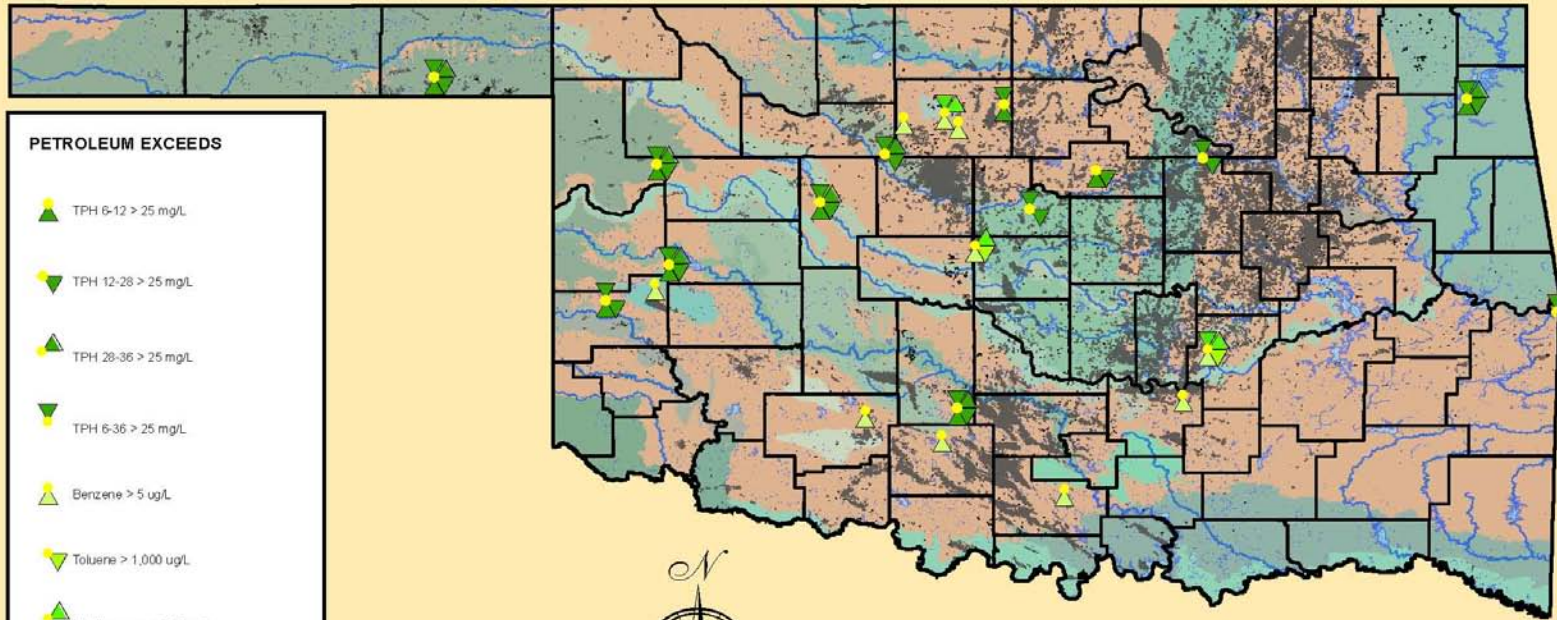 PETROLEUM EXCEEDS
TPH 6-12 > 25 mg/L
TPH 12-28 > 25 mg/L
TPH 28-36 > 25 mg/L
TPH 6-36 > 25 mg/L
Benzene > 5 ug/L
Toluene > 1,000 ug/L
N